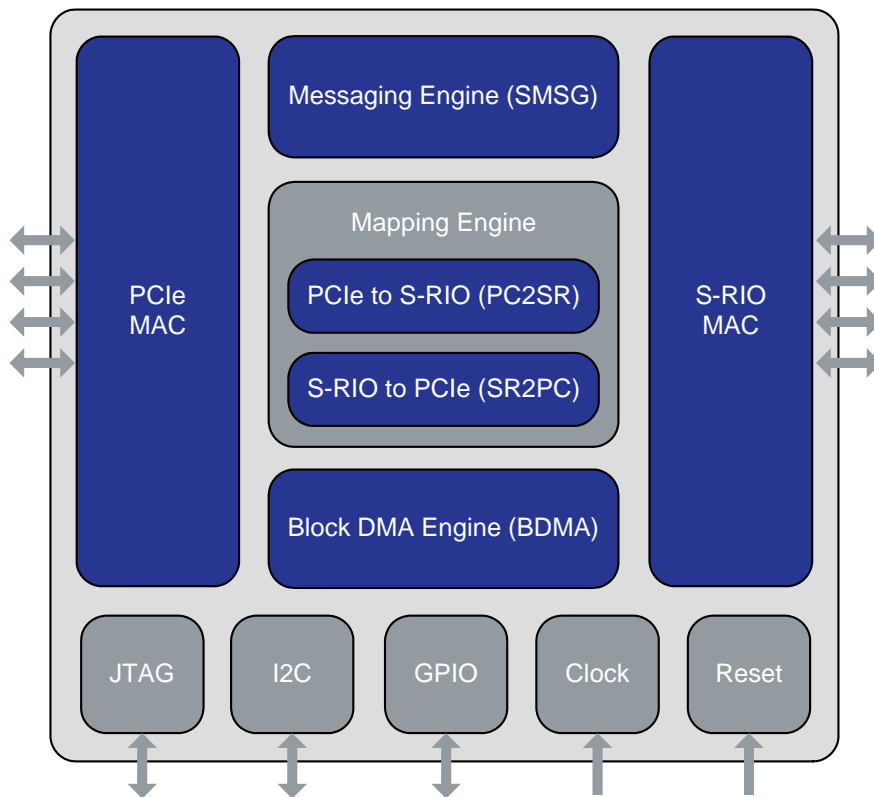 Messaging Engine (SMSG)
Mapping Engine
PCIe to S-RIO (PC2SR)
S-RIO to PCIe (SR2PC)
Block DMA Engine (BDMA)
PCIe
MAC
S-RIO
MAC
JTAG
I2C
GPIO
Clock
Reset